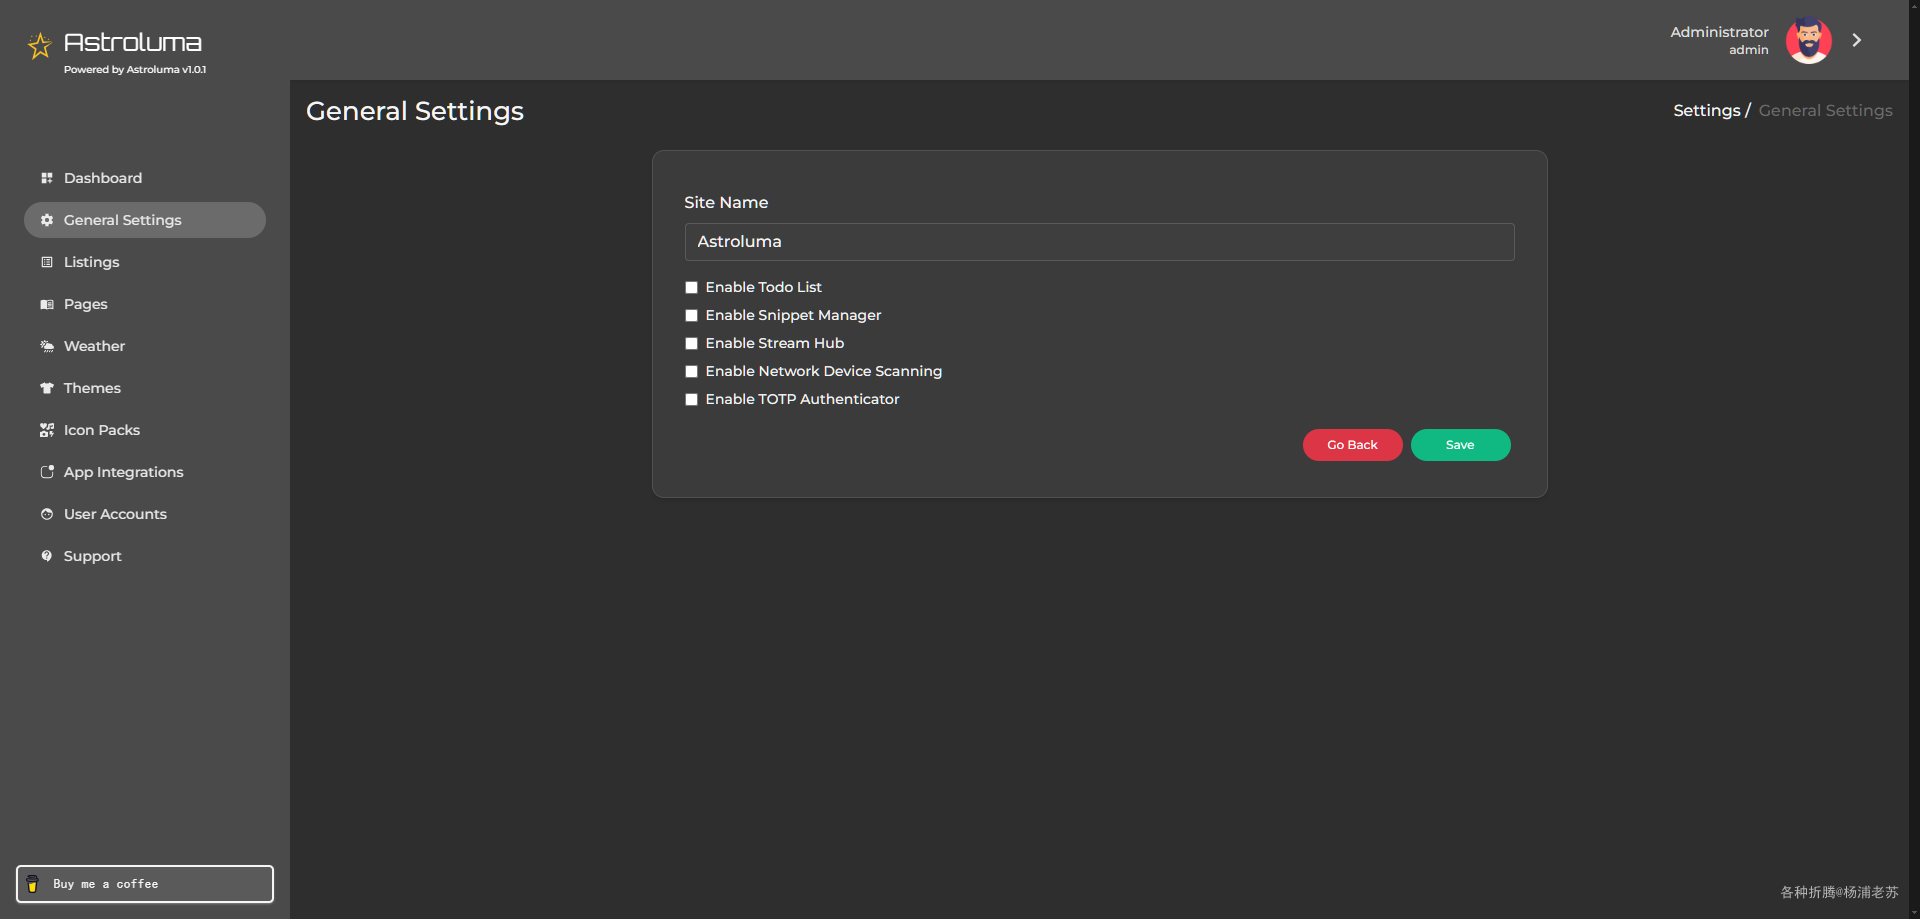 Astroluma
Powered by Astroluma v1.0.1
Administrator
admin
General Settings
Settings / General Settings
Dashboard
General Settings
Listings
Pages
Weather
Themes
Icon Packs
App Integrations
User Accounts
Support
Site Name
Astroluma
Enable Todo List
Enable Snippet Manager
Enable Stream Hub
Enable Network Device Scanning
Enable TOTP Authenticator
Go Back
Save
Buy me a coffee
各种折腾@杨浦老苏